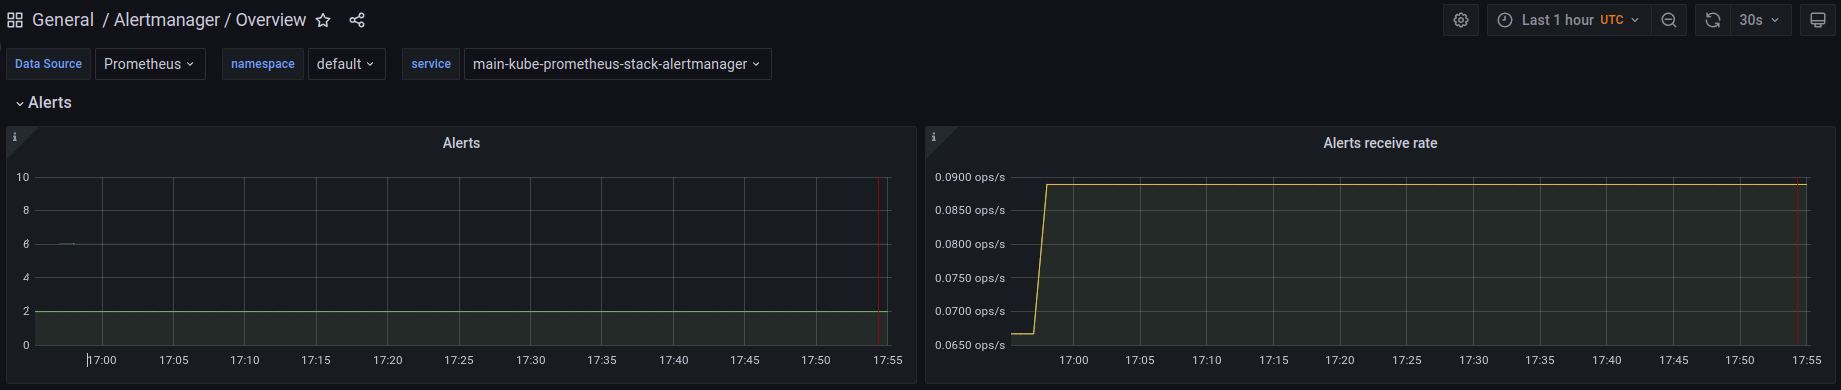 General / Alertmanager / Overview
Last 1 hour UTC
30s
Data Source Prometheus namespace default service main-kube-prometheus-stack-alertmanager
Alerts
Alerts
10
8
6
4
2
0
17:00 17:05 17:10 17:15 17:20 17:25 17:30 17:35 17:40 17:45 17:50 17:55
Alerts receive rate
0.0900 ops/s
0.0850 ops/s
0.0800 ops/s
0.0750 ops/s
0.0700 ops/s
0.0650 ops/s
17:00 17:05 17:10 17:15 17:20 17:25 17:30 17:35 17:40 17:45 17:50 17:55